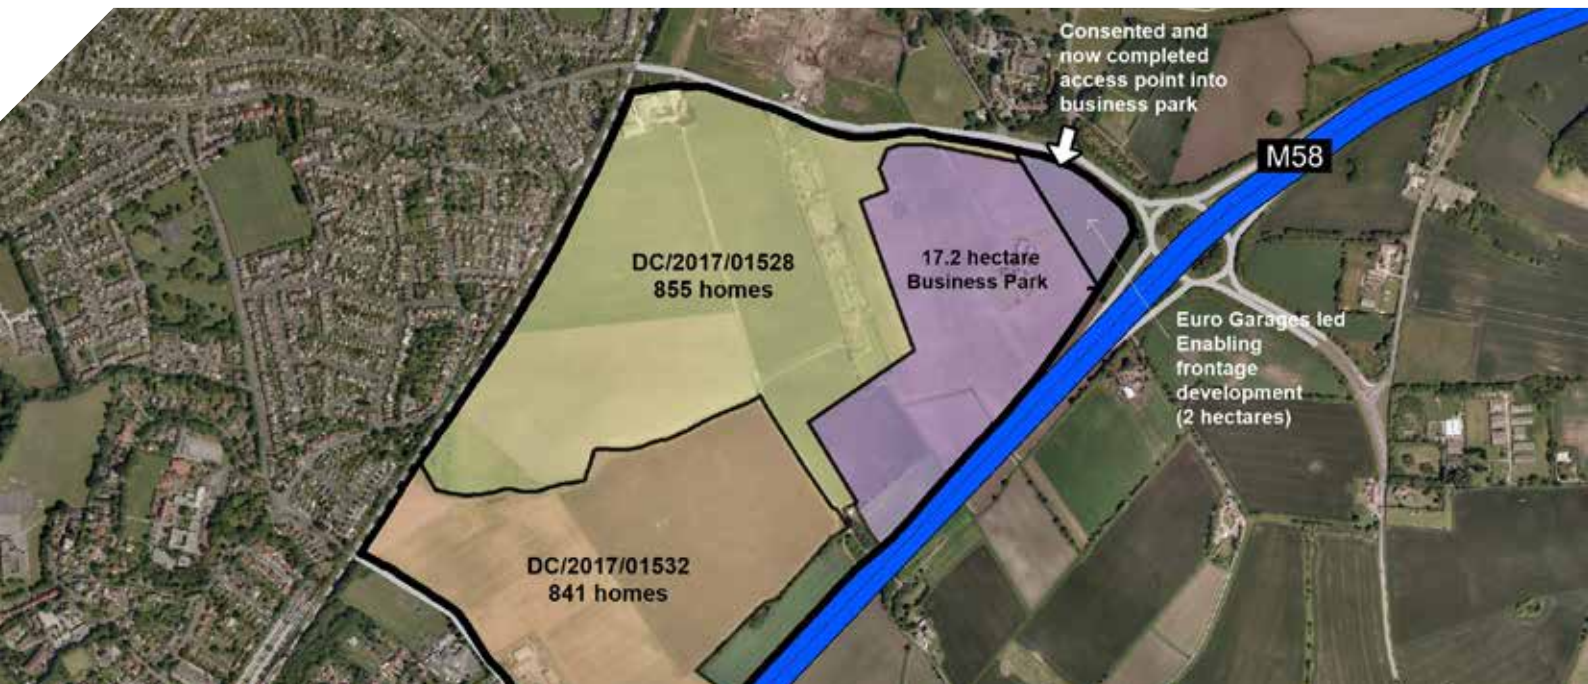 Consented and
now completed
access point into
business park
M58
DC/2017/01528
855 homes
17.2 hectare
Business Park
Euro Garages led
Enabling
frontage
development
(2 hectares)
DC/2017/01532
841 homes